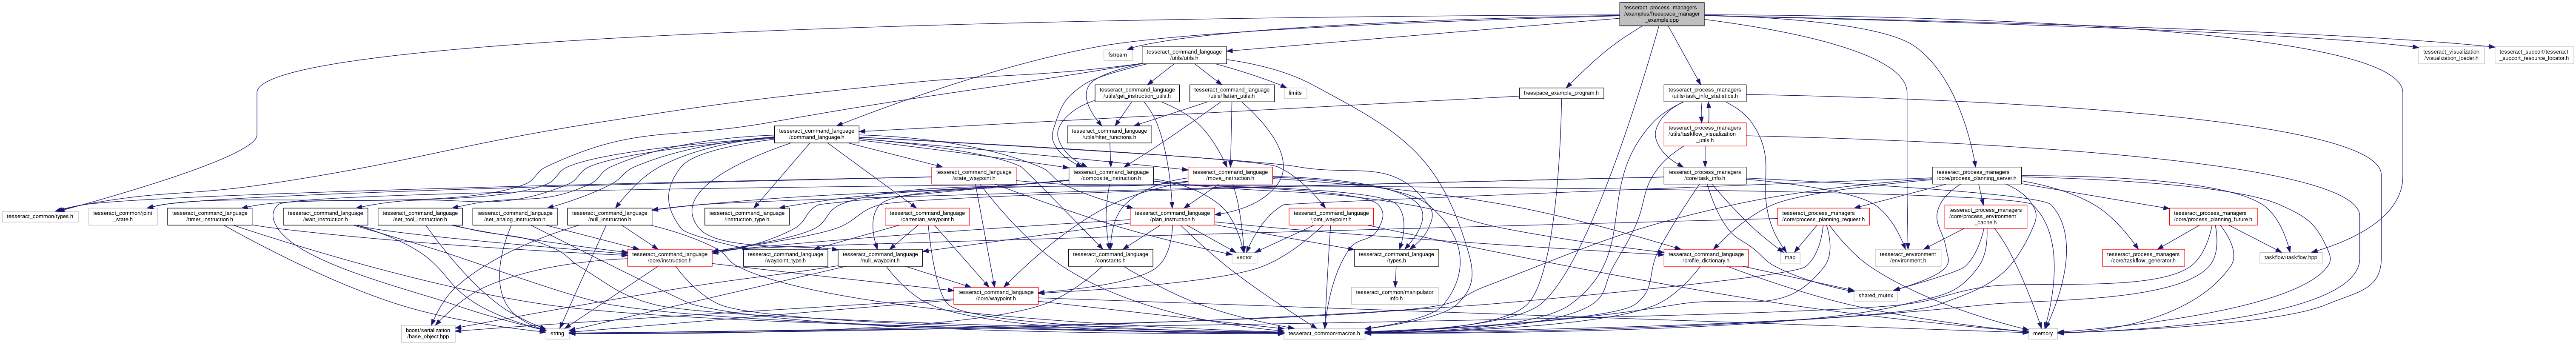 tesseract_process_managers
/examples/freespace_manager
_example.cpp
fstream
tesseract_command_language
/utils/utils.h
tesseract_visualization
/visualization_loader.h
tesseract_support/tesseract
_support_resource_locator.h
tesseract_command_language
/utils/get_instruction_utils.h
tesseract_command_language
/utils/flatten_utils.h
limits
freespace_example_program.h
tesseract_process_managers
/utils/task_info_statistics.h
tesseract_command_language
/command_language.h
tesseract_command_language
/utils/filter_functions.h
tesseract_process_managers
/utils/taskflow_visualization
_utils.h
tesseract_command_language
/state_waypoint.h
tesseract_command_language
/composite_instruction.h
tesseract_command_language
/move_instruction.h
tesseract_process_managers
/core/task_info.h
tesseract_process_managers
/core/process_planning_server.h
tesseract_common/types.h
tesseract_common/joint
_state.h
tesseract_command_language
/timer_instruction.h
tesseract_command_language
/wait_instruction.h
tesseract_command_language
/set_tool_instruction.h
tesseract_command_language
/set_analog_instruction.h
tesseract_command_language
/null_instruction.h
tesseract_command_language
/instruction_type.h
tesseract_command_language
/cartesian_waypoint.h
tesseract_command_language
/plan_instruction.h
tesseract_command_language
/joint_waypoint.h
tesseract_process_managers
/core/process_planning_request.h
tesseract_process_managers
/core/process_environment
_cache.h
tesseract_process_managers
/core/process_planning_future.h
tesseract_command_language
/core/instruction.h
tesseract_command_language
/waypoint_type.h
tesseract_command_language
/null_waypoint.h
tesseract_command_language
/constants.h
vector
tesseract_command_language
/types.h
tesseract_command_language
/profile_dictionary.h
map
tesseract_environment
/environment.h
tesseract_process_managers
/core/taskflow_generator.h
taskflow/taskflow.hpp
tesseract_command_language
/core/waypoint.h
tesseract_common/manipulator
_info.h
shared_mutex
boost/serialization
/base_object.hpp
string
tesseract_common/macros.h
memory